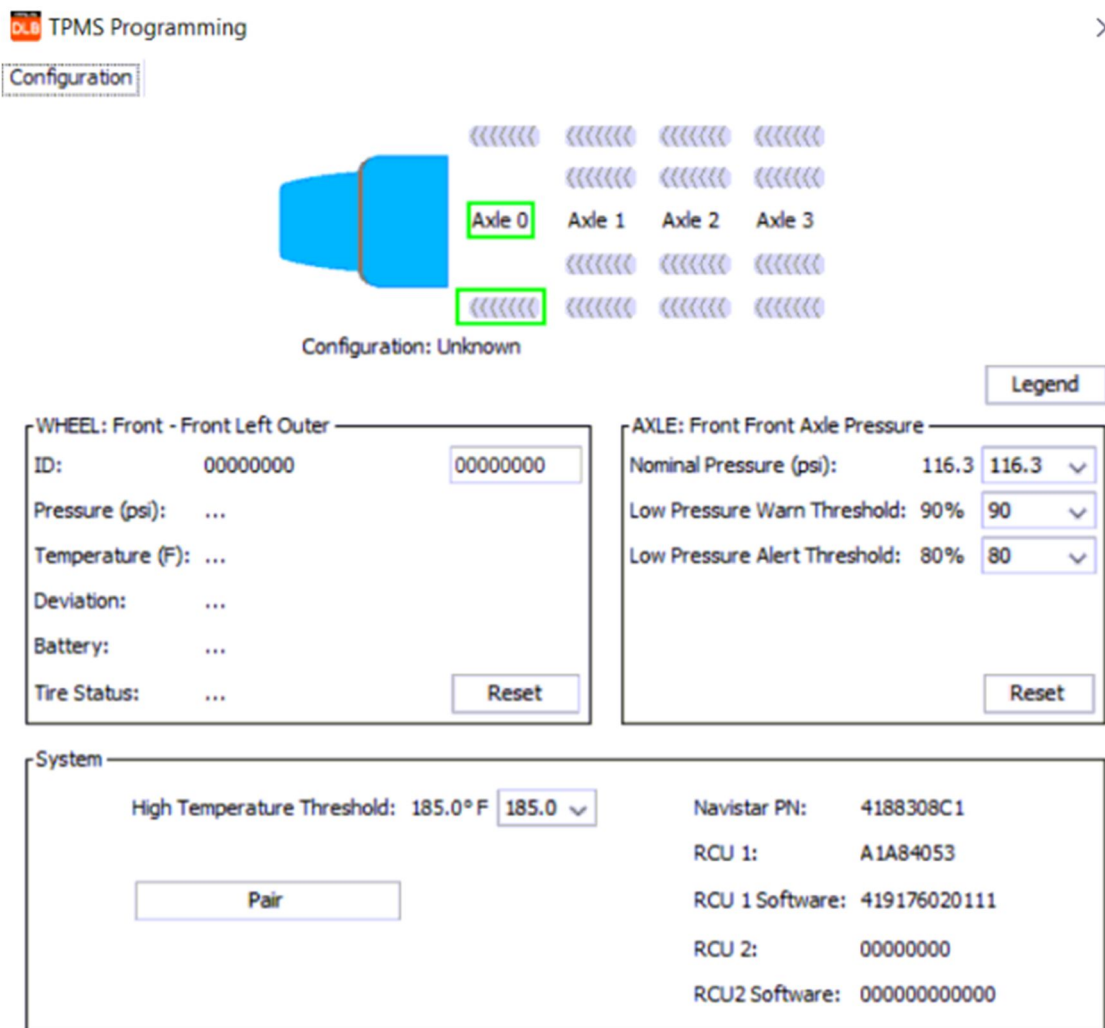 DLB TPMS Programming
Configuration
Axle 0 Axle 1 Axle 2 Axle 3
Configuration: Unknown
Legend
WHEEL: Front - Front Left Outer
ID: 00000000 00000000
Pressure (psi): ...
Temperature (F): ...
Deviation: ...
Battery: ...
Tire Status: ... Reset
AXLE: Front Front Axle Pressure
Nominal Pressure (psi): 116.3 116.3
Low Pressure Warn Threshold: 90% 90
Low Pressure Alert Threshold: 80% 80
Reset
System
High Temperature Threshold: 185.0° F 185.0
Pair
Navistar PN: 4188308C1
RCU 1: A1A84053
RCU 1 Software: 419176020111
RCU 2: 00000000
RCU2 Software: 000000000000